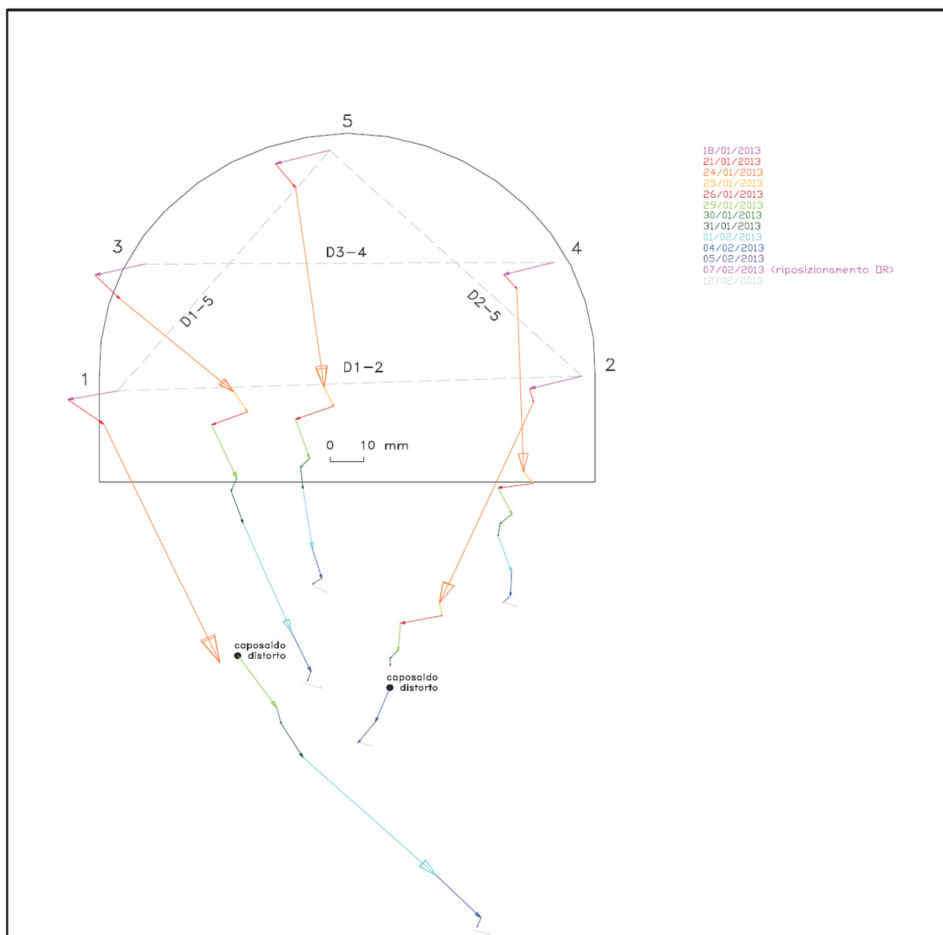 5
18/01/2013
21/01/2013
24/01/2013
25/01/2013
26/01/2013
29/01/2013
30/01/2013
31/01/2013
01/02/2013
04/02/2013
05/02/2013
07/02/2013 (riposizionamento OR)
12/02/2013
3
D3-4
4
D1-5
D2-5
1
D1-2
2
0 10 mm
caposaldo
distorto
caposaldo
distorto